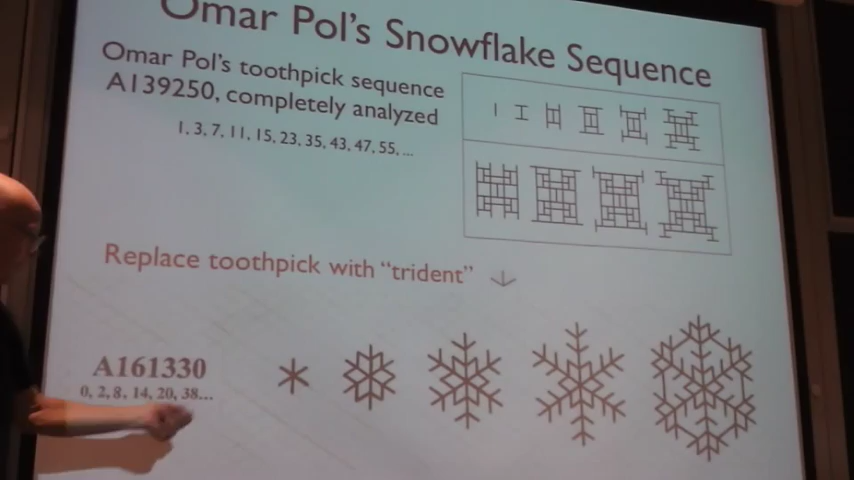 Omar Pol's Snowflake Sequence
Omar Pol's toothpick sequence
A139250, completely analyzed
1, 3, 7, 11, 15, 23, 35, 43, 47, 55, ...
Replace toothpick with “trident”
A161330
0, 2, 8, 14, 20, 38...